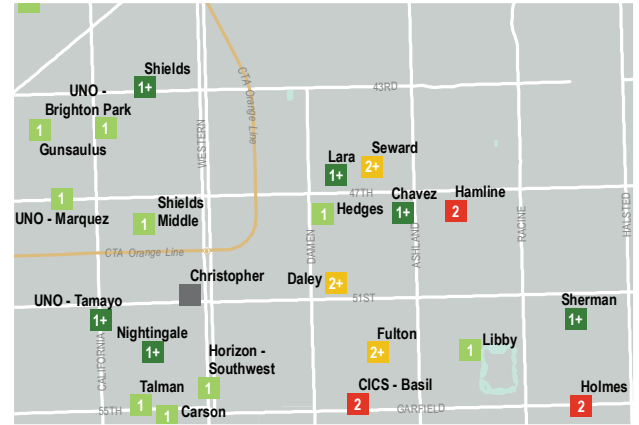 Shields
1+
43RD
UNO -
Brighton Park
1
1
Gunsaulus
CTA Orange Line
WESTERN
Lara
1+
Seward
2+
47TH
1
UNO - Marquez
Shields
Middle
1
1
Hedges
Chavez
1+
Hamline
2
DAMEN
ASHLAND
RACINE
HALSTED
CTA Orange Line
Christopher
Daley
2+
51ST
UNO - Tamayo
1+
Sherman
1+
CALIFORNIA
Nightingale
1+
Horizon -
Southwest
1
Fulton
2+
Libby
1
Talman
1
55TH
1
Carson
CICS - Basil
2
GARFIELD
Holmes
2